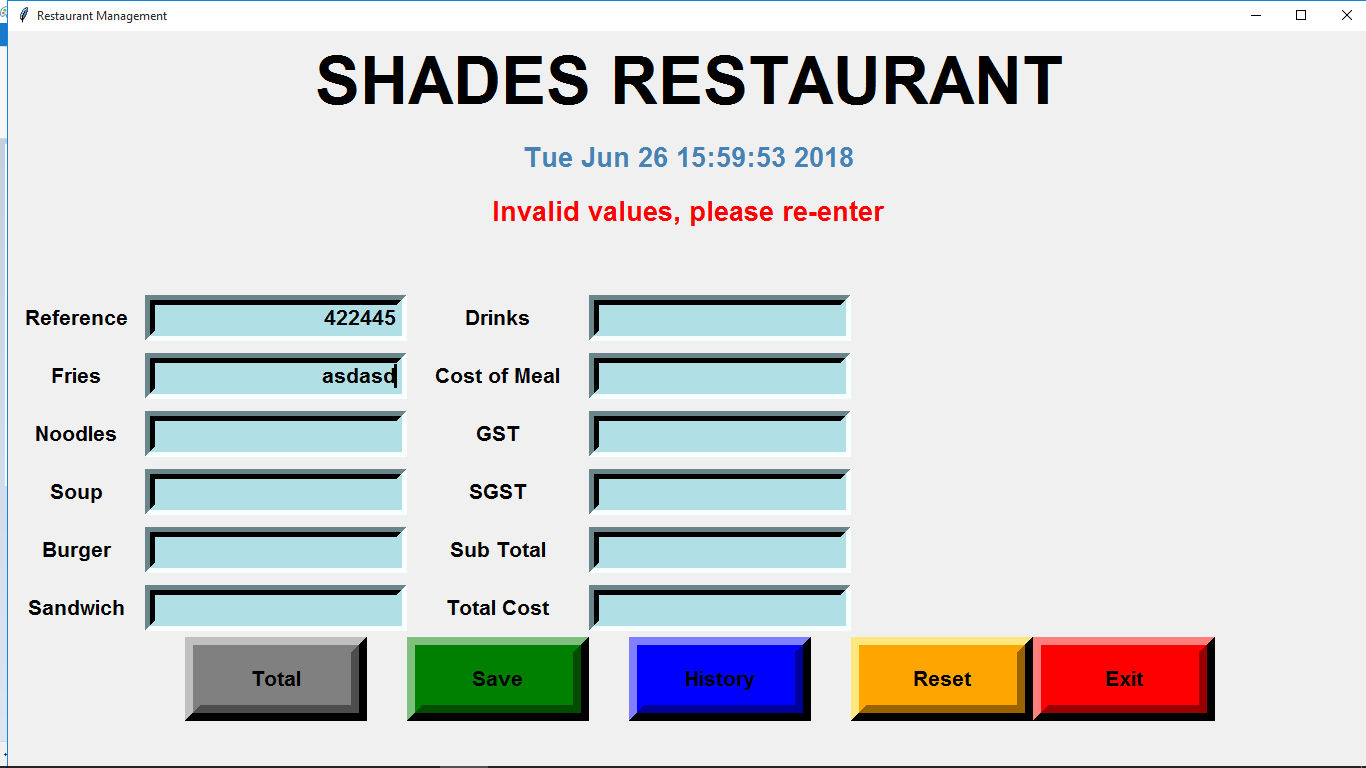 Restaurant Management
SHADES RESTAURANT
Tue Jun 26 15:59:53 2018
Invalid values, please re-enter
Reference 422445 Drinks
Fries asdasd Cost of Meal
Noodles GST
Soup SGST
Burger Sub Total
Sandwich Total Cost
Total Save History Reset Exit